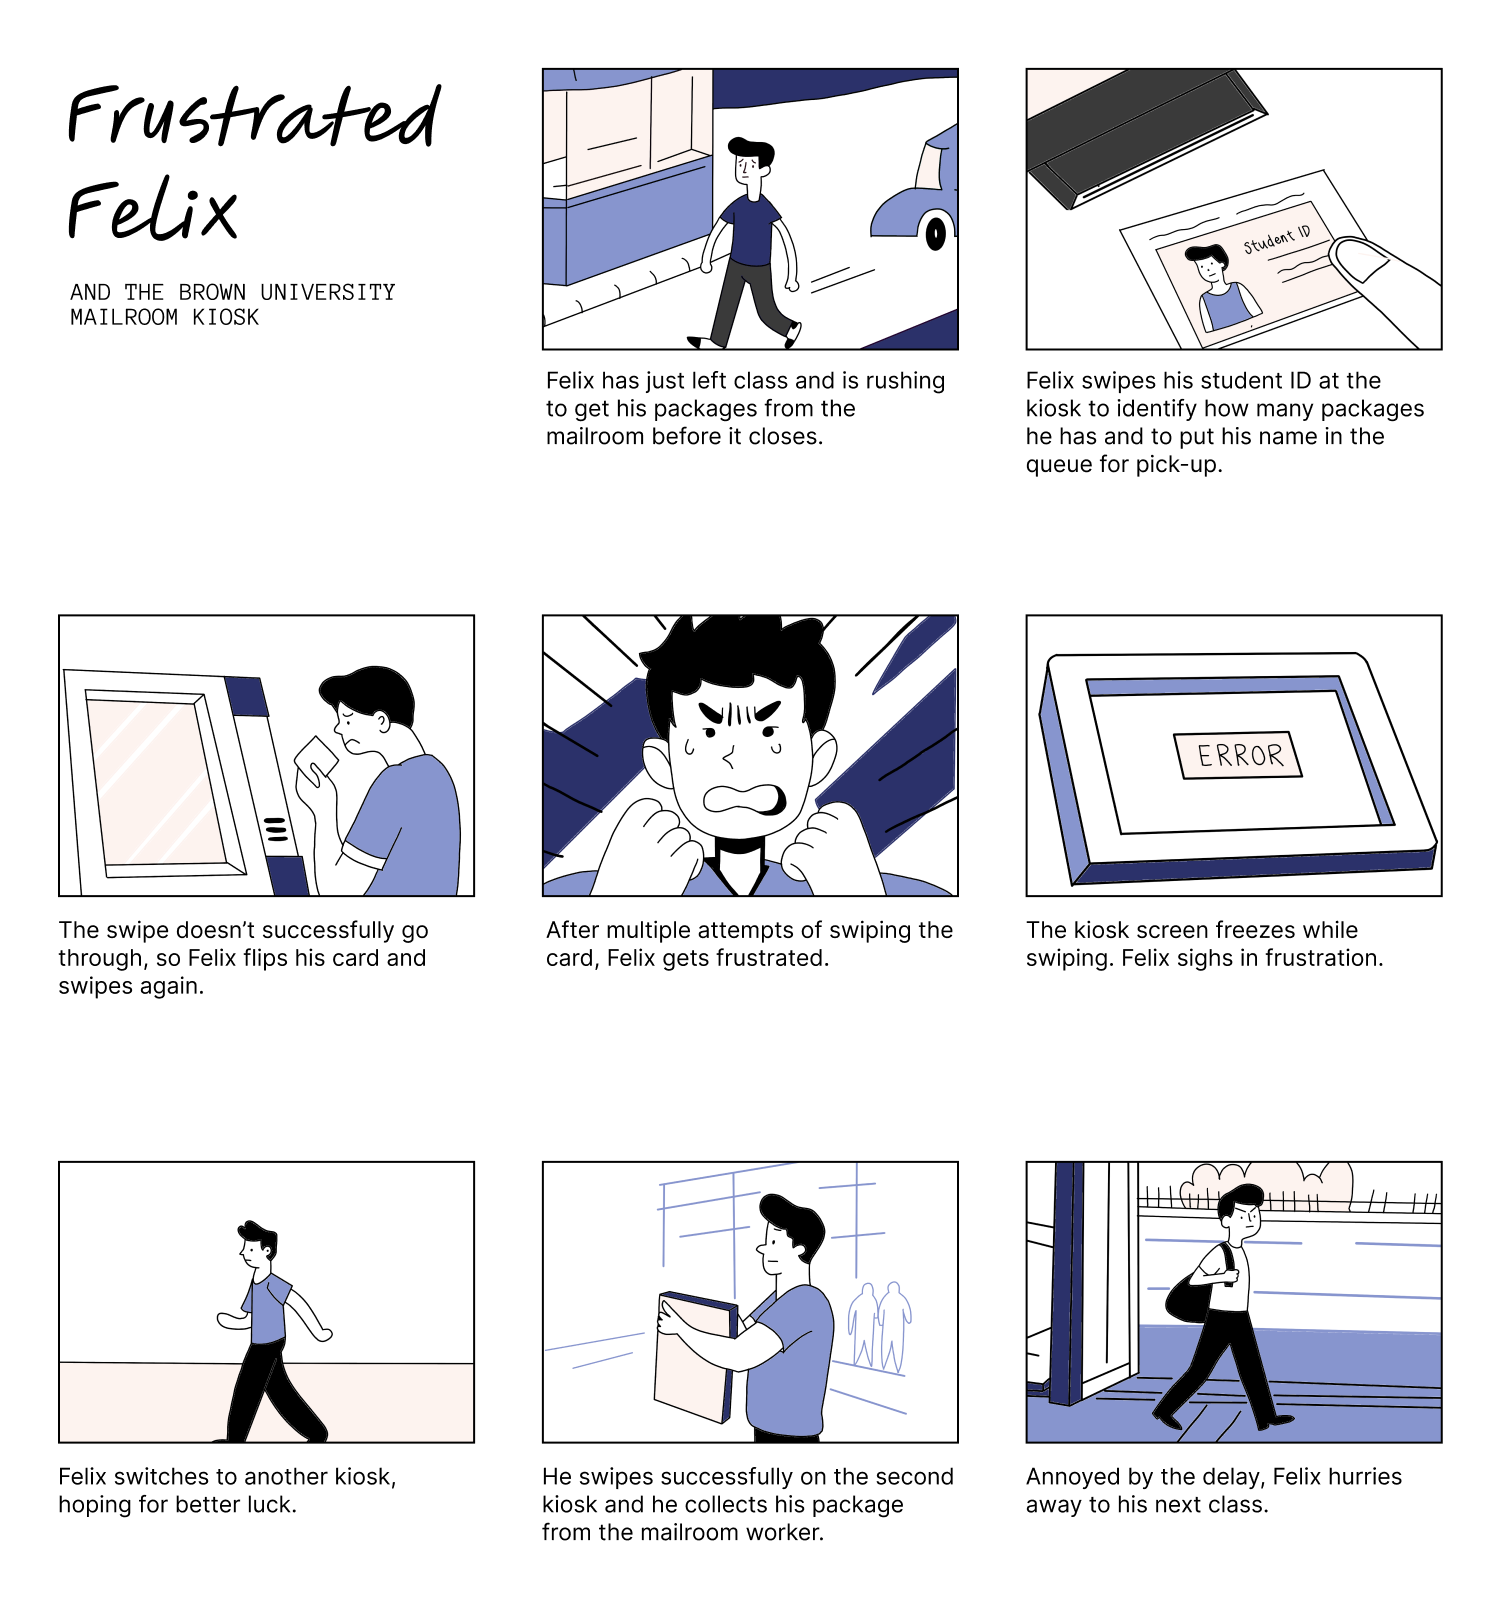 Frustrated
Felix
AND THE BROWN UNIVERSITY
MAILROOM KIOSK
Felix has just left class and is rushing
to get his packages from the
mailroom before it closes.
Student ID
Felix swipes his student ID at the
kiosk to identify how many packages
he has and to put his name in the
queue for pick-up.
The swipe doesn’t successfully go
through, so Felix flips his card and
swipes again.
After multiple attempts of swiping the
card, Felix gets frustrated.
ERROR
The kiosk screen freezes while
swiping. Felix sighs in frustration.
Felix switches to another kiosk,
hoping for better luck.
He swipes successfully on the second
kiosk and he collects his package
from the mailroom worker.
Annoyed by the delay, Felix hurries
away to his next class.